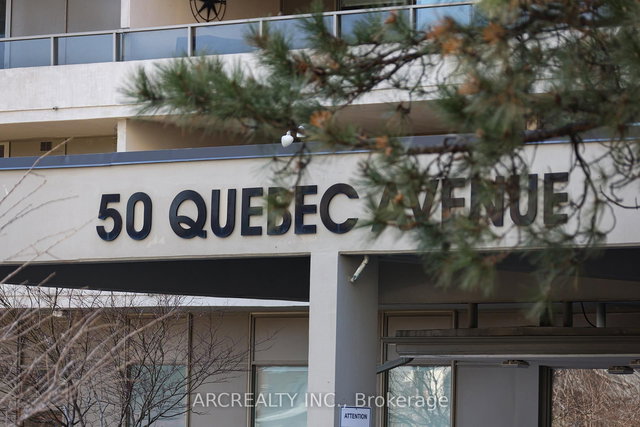 50 QUEBEC AVENUE
ATTENTION
ARCREALTY INC., Brokerage